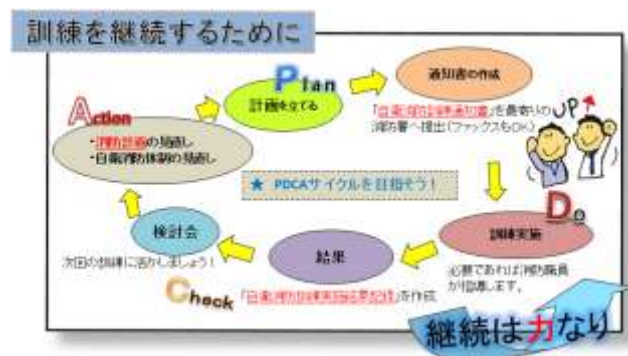 訓練を継続するために
Plan
計画を立てる
通知書の作成
「自衛消防訓練通知書」を最寄りの
消防署へ提出(ファックスもOK)
UP
Action
・消防計画の見直し
・自衛消防体制の見直し
★ PDCAサイクルを目指そう!
Do
訓練実施
必要であれば消防職員
が指導します。
検討会
次回の訓練に活かしましょう!
結果
Check
「自衛消防訓練実施結果記録」を作成
継続は力なり